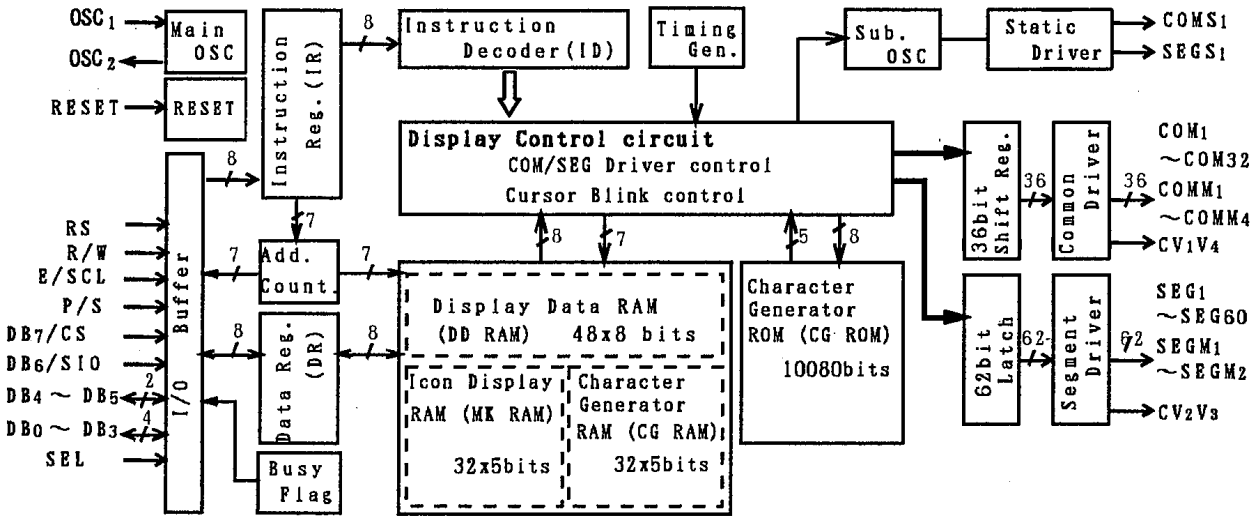 OSC1
OSC2
RESET
Main
OSC
RESET
Instruction
Reg.(IR)
8
Instruction
Decoder(ID)
Timing
Gen.
Sub.
OSC
Static
Driver
COMS1
SEGS1
Display Control circuit
COM/SEG Driver control
Cursor Blink control
8
7
RS
R/W
E/SCL
P/S
DB7/CS
DB6/SIO
DB4 ~ DB5
2
DB0 ~ DB3
4
SEL
I/O Buffer
7
Add.
Count.
7
8
Data Reg.
(DR)
8
Busy
Flag
8
7
5
8
Display Data RAM
(DD RAM) 48x8 bits
Icon Display
RAM (MK RAM)
32x5bits
Character
Generator
RAM (CG RAM)
32x5bits
Character
Generator
ROM (CG ROM)
10080bits
36bit
Shift Reg.
36
Common
Driver
36
COM1
~COM32
COMM1
~COMM4
CV1V4
62bit
Latch
62
Segment
Driver
62
SEG1
~SEG60
SEGM1
~SEGM2
CV2V3